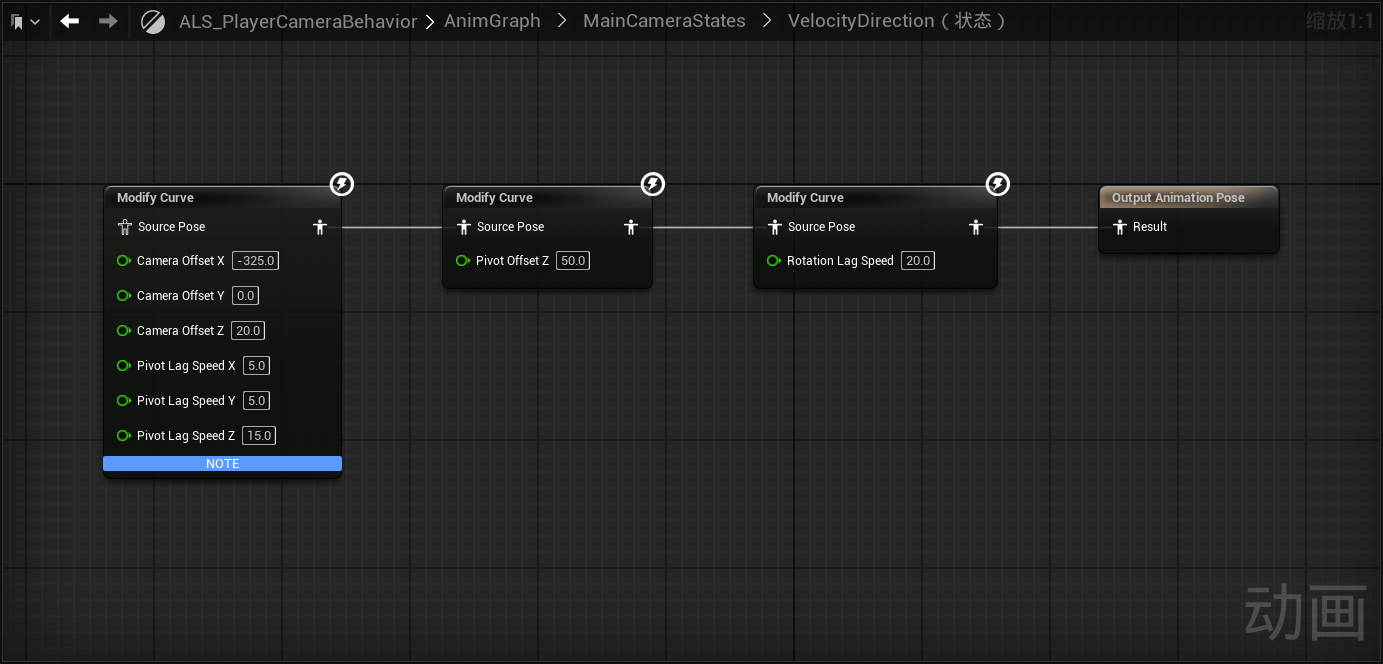 ALS_PlayerCameraBehavior > AnimGraph > MainCameraStates > VelocityDirection（状态）
缩放1:1
Modify Curve
Source Pose
Camera Offset X -325.0
Camera Offset Y 0.0
Camera Offset Z 20.0
Pivot Lag Speed X 5.0
Pivot Lag Speed Y 5.0
Pivot Lag Speed Z 15.0
NOTE
Modify Curve
Source Pose
Pivot Offset Z 50.0
Modify Curve
Source Pose
Rotation Lag Speed 20.0
Output Animation Pose
Result
动画